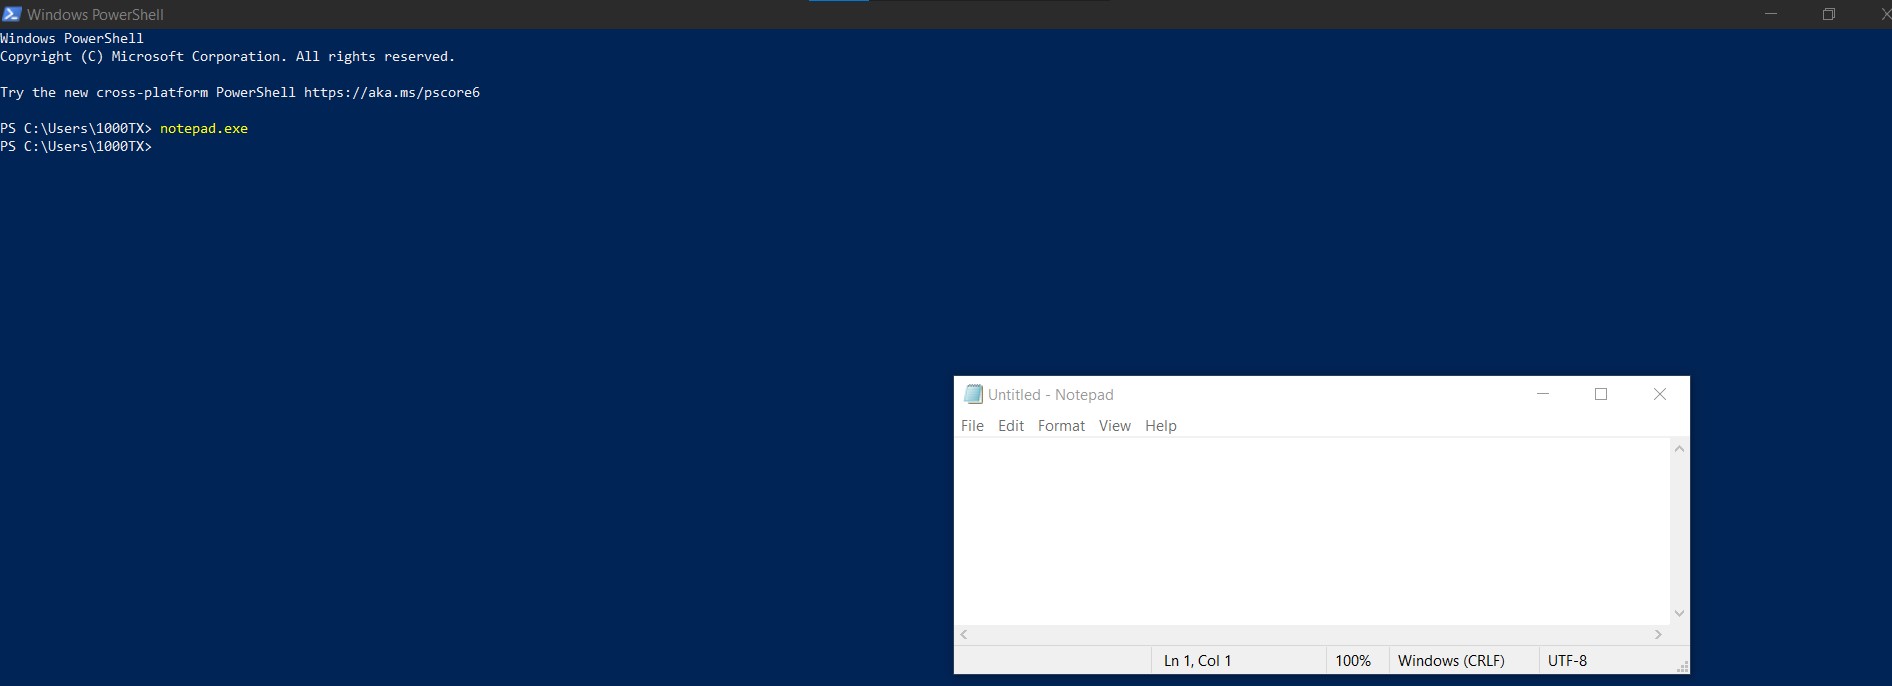 Windows PowerShell
Windows PowerShell
Copyright (C) Microsoft Corporation. All rights reserved.
Try the new cross-platform PowerShell https://aka.ms/pscore6
PS C:\Users\1000TX> notepad.exe
PS C:\Users\1000TX>
Untitled - Notepad
File Edit Format View Help
Ln 1, Col 1 100% Windows (CRLF) UTF-8